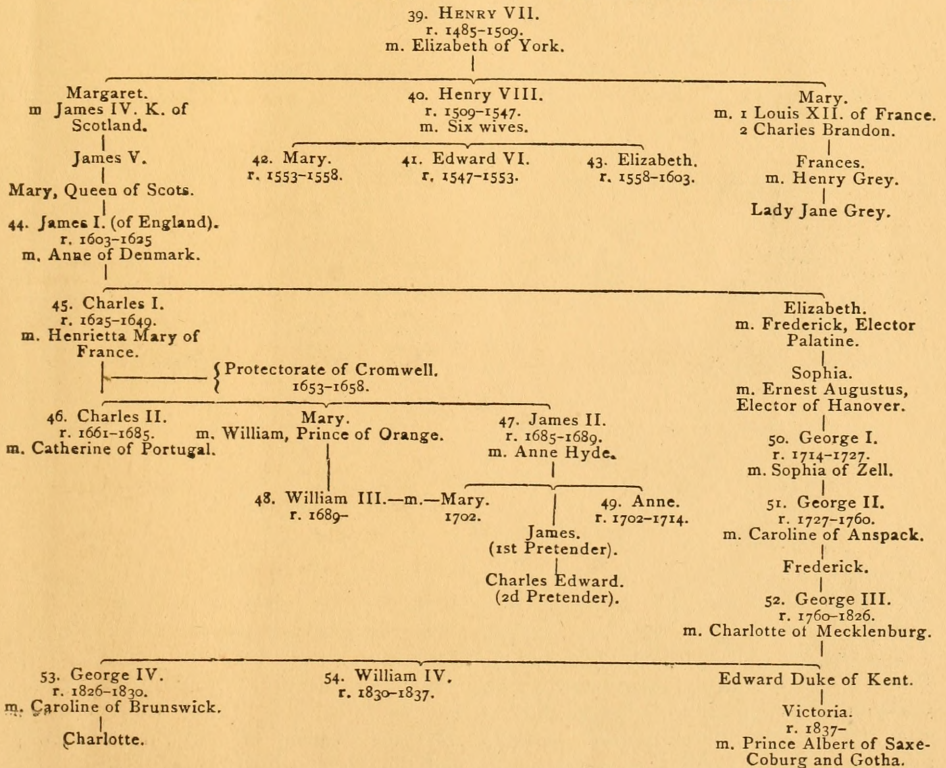 39. HENRY VII.
r. 1485–1509.
m. Elizabeth of York.
Margaret.
m James IV. K. of
Scotland.
James V.
Mary, Queen of Scots.
44. James I. (of England).
r. 1603–1625
m. Anne of Denmark.
40. Henry VIII.
r. 1509–1547.
m. Six wives.
42. Mary.
r. 1553–1558.
41. Edward VI.
r. 1547–1553.
43. Elizabeth.
r. 1558–1603.
Mary.
m. 1 Louis XII. of France.
2 Charles Brandon.
Frances.
m. Henry Grey.
Lady Jane Grey.
45. Charles I.
r. 1625–1649.
m. Henrietta Mary of
France.
Protectorate of Cromwell.
1653–1658.
46. Charles II.
r. 1661–1685.
m. Catherine of Portugal.
Mary.
m. William, Prince of Orange.
47. James II.
r. 1685–1689.
m. Anne Hyde.
48. William III.—m.—Mary.
r. 1689– 1702.
49. Anne.
r. 1702–1714.
James.
(1st Pretender).
Charles Edward.
(2d Pretender).
Elizabeth.
m. Frederick, Elector
Palatine.
Sophia.
m. Ernest Augustus,
Elector of Hanover.
50. George I.
r. 1714–1727.
m. Sophia of Zell.
51. George II.
r. 1727–1760.
m. Caroline of Anspack.
Frederick.
52. George III.
r. 1760–1826.
m. Charlotte of Mecklenburg.
53. George IV.
r. 1826–1830.
m. Caroline of Brunswick.
Charlotte.
54. William IV.
r. 1830–1837.
Edward Duke of Kent.
Victoria.
r. 1837–
m. Prince Albert of Saxe-
Coburg and Gotha.